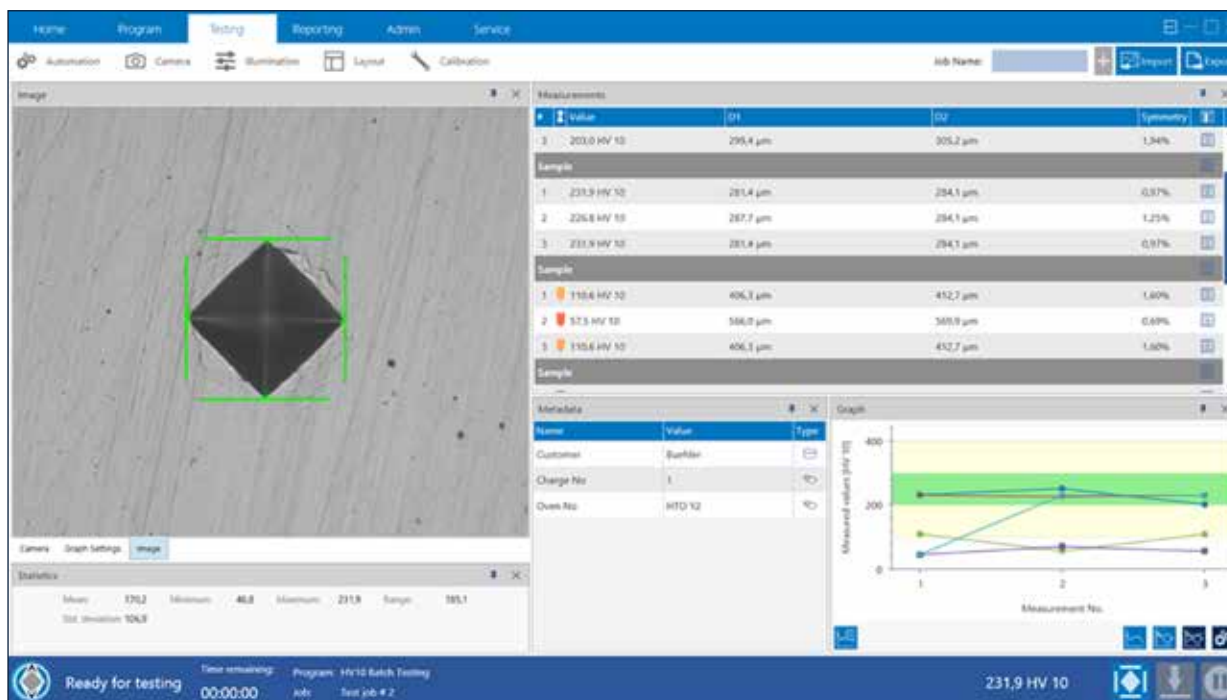 Home Program Testing Reporting Admin Service
Automation Camera Illumination Layout Calibration Job Name: Import Export
Image
Measurements
# Value D1 D2 Symmetry
3 203,0 HV 10 299,4 µm 305,2 µm 1,94%
Sample
1 231,9 HV 10 281,4 µm 284,1 µm 0,97%
2 226,8 HV 10 287,7 µm 284,1 µm 1,25%
3 231,9 HV 10 281,4 µm 284,1 µm 0,97%
Sample
1 110,6 HV 10 406,3 µm 412,7 µm 1,60%
2 57,5 HV 10 566,0 µm 569,9 µm 0,69%
3 110,6 HV 10 406,3 µm 412,7 µm 1,60%
Sample
Metadata
Name Value Type
Customer Buehler
Charge No 1
Oven No HTO 12
Graph
Measured values [HV 10]
400
200
0
1 2 3
Measurement No.
Camera Graph Settings Image
Statistics
Mean: 170,2 Minimum: 46,8 Maximum: 231,9 Range: 185,1
Std. deviation: 106,9
Ready for testing
Time remaining:
00:00:00
Program: HV10 Batch Testing
Job: Test job # 2
231,9 HV 10